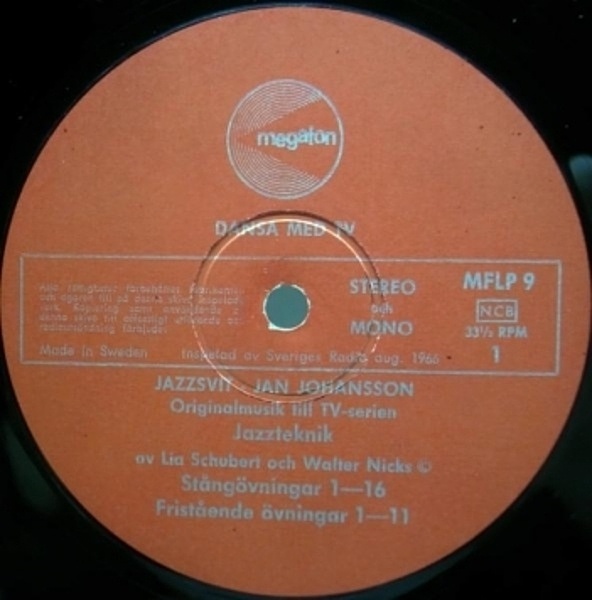 megafon
DANSA MED TV
STEREO
och
MONO
MFLP 9
NCB
33⅓ RPM
1
Made in Sweden
Inspelad av Sveriges Radio aug. 1966
JAZZSVIT - JAN JOHANSSON
Originalmusik till TV-serien
Jazzteknik
av Lia Schubert och Walter Nicks ©
Stångövningar 1—16
Fristående övningar 1—11